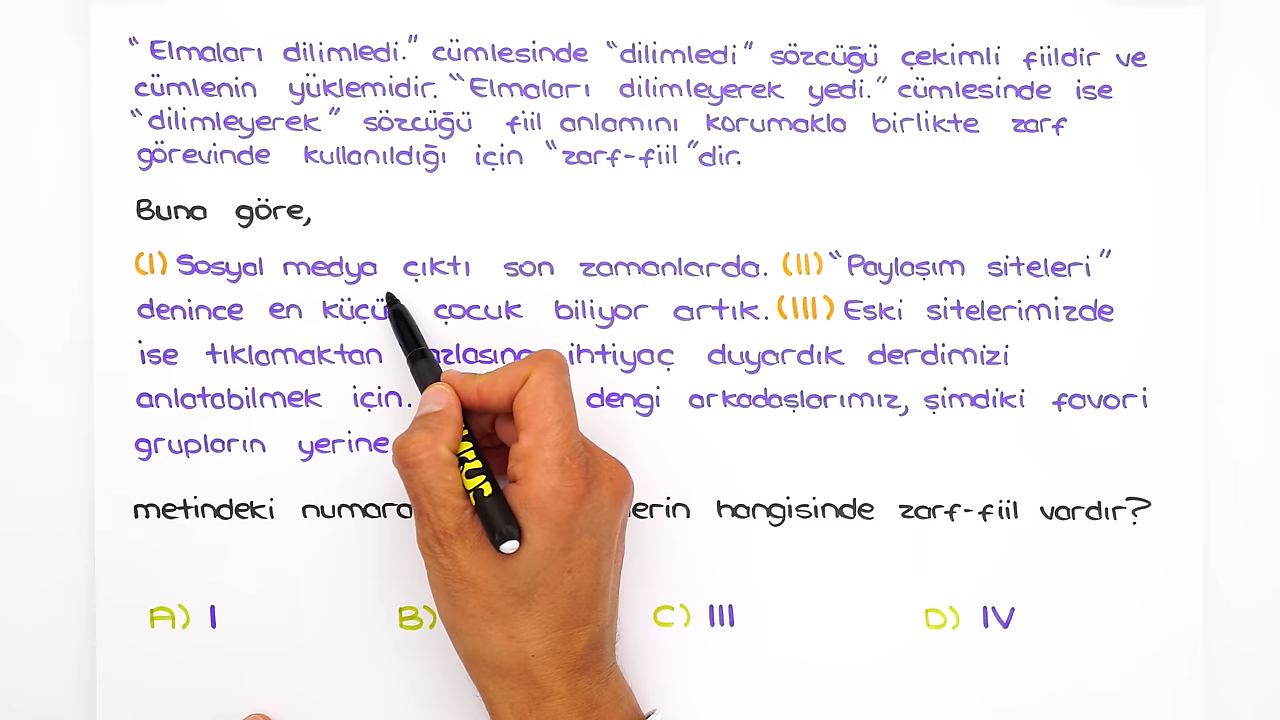 "Elmaları dilimledi." cümlesinde "dilimledi" sözcüğü çekimli fiildir ve
cümlenin yüklemidir. "Elmaları dilimleyerek yedi." cümlesinde ise
"dilimleyerek" sözcüğü fiil anlamını korumakla birlikte zarf
görevinde kullanıldığı için "zarf-fiil"dir.
Buna göre,
(I) Sosyal medya çıktı son zamanlarda. (II) "Paylaşım siteleri"
denince en çocuk biliyor artık. (III) Eski sitelerimizde
ise tıklamaktan ihtiyaç duyardık derdimizi
anlatabilmek için. dengi arkadaşlarımız, şimdiki favori
grupların yerine
metindeki hangisinde zarf-fiil vardır?
A) I B) C) III D) IV